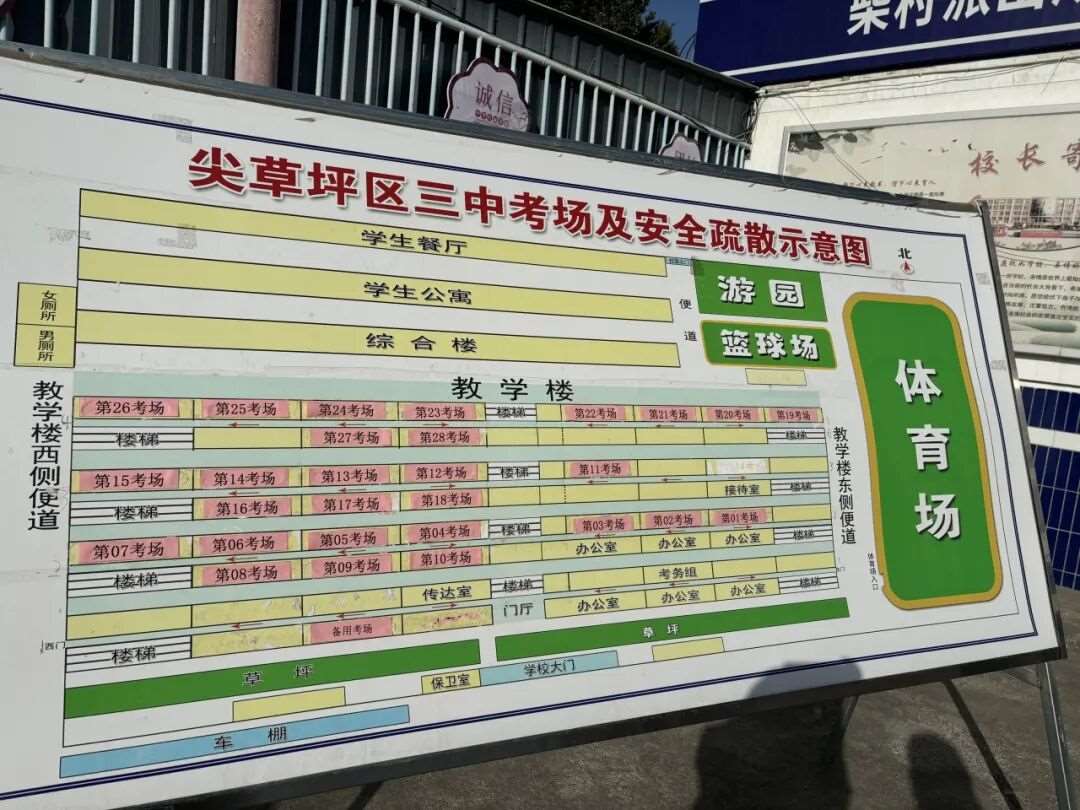 柴村派出
诚信
校长寄
尖草坪区三中考场及安全疏散示意图
北
学生餐厅
学生公寓
综合楼
便道
游园
篮球场
女厕所
男厕所
体育场
教学楼
教学楼西侧便道
教学楼东侧便道
第26考场 第25考场 第24考场 第23考场 楼梯 第22考场 第21考场 第20考场 第19考场
楼梯 第27考场 第28考场 楼梯
第15考场 第14考场 第13考场 第12考场 楼梯 第11考场
楼梯 第16考场 第17考场 第18考场 接待室 楼梯
第07考场 第06考场 第05考场 第04考场 楼梯 第03考场 第02考场 第01考场
楼梯 第08考场 第09考场 第10考场 办公室 办公室 办公室 楼梯
传达室 楼梯 考务组 楼梯
楼梯 备用考场 门厅 办公室 办公室 办公室
体育场入口
西门
草坪
草坪
保卫室
学校大门
车棚